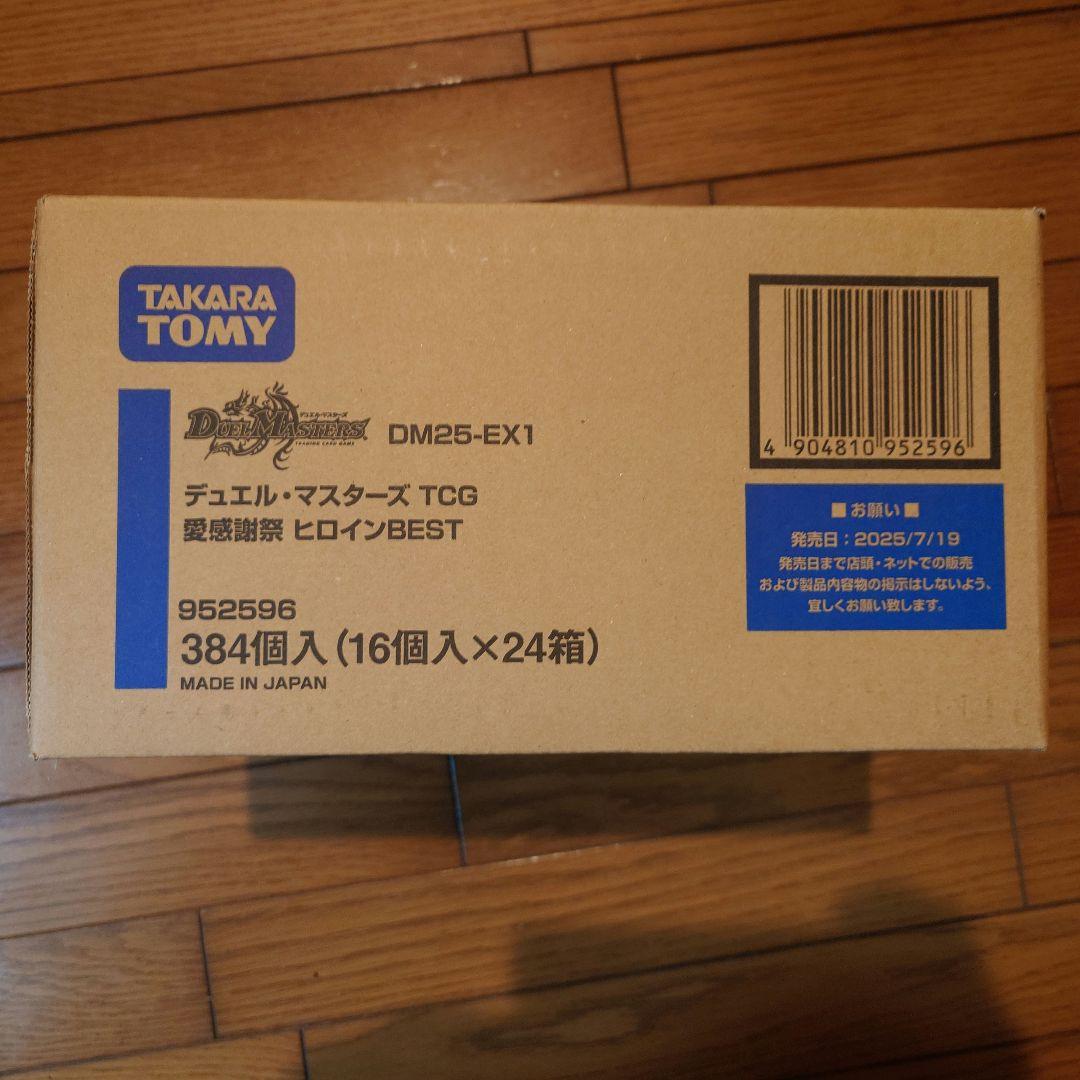 TAKARA
TOMY
デュエル・マスターズ
DUEL MASTERS
TRADING CARD GAME
DM25-EX1
デュエル・マスターズ TCG
愛感謝祭 ヒロインBEST
952596
384個入(16個入×24箱)
MADE IN JAPAN
4 904810 952596
■お願い■
発売日:2025/7/19
発売日まで店頭・ネットでの販売
および製品内容物の掲示はしないよう、
宜しくお願い致します。